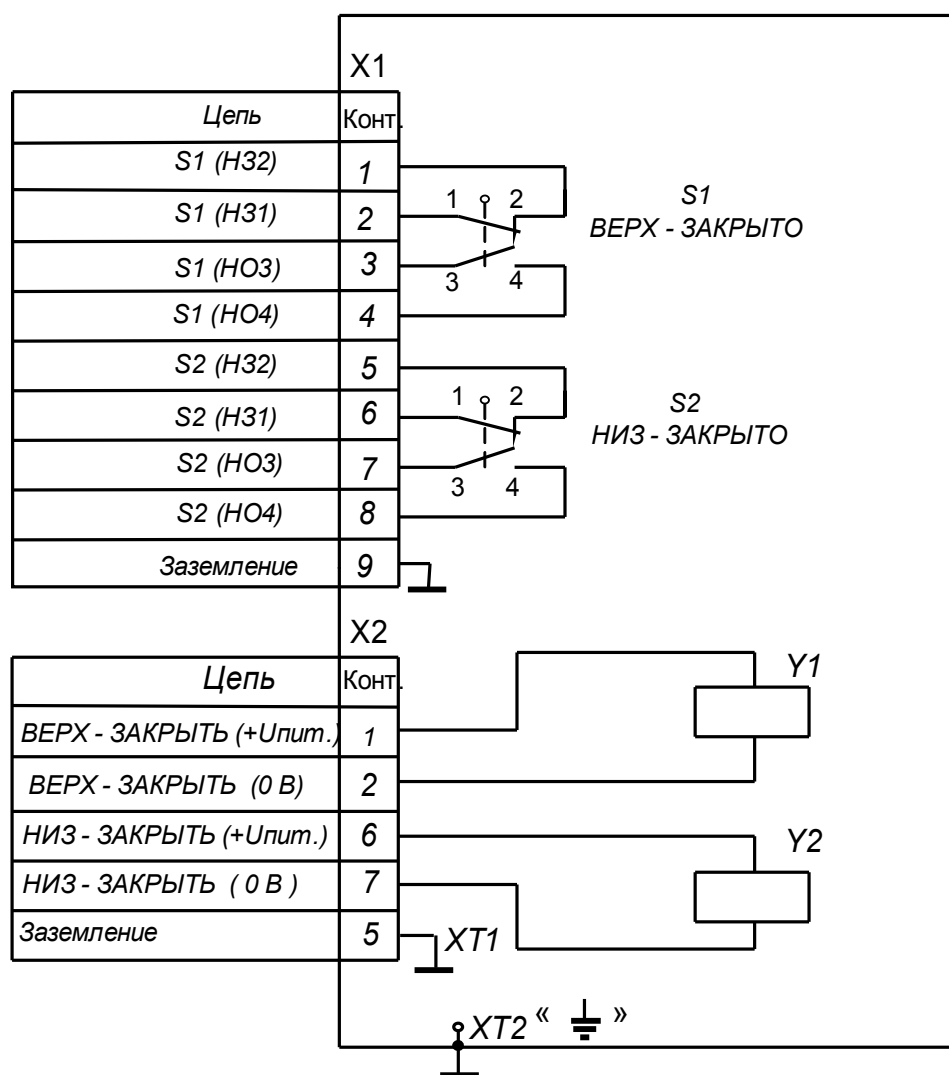 X1
Цепь Конт.
S1 (НЗ2) 1
S1 (НЗ1) 2
S1 (НО3) 3
S1 (НО4) 4
S2 (НЗ2) 5
S2 (НЗ1) 6
S2 (НО3) 7
S2 (НО4) 8
Заземление 9
1 2
3 4
S1
ВЕРХ - ЗАКРЫТО
1 2
3 4
S2
НИЗ - ЗАКРЫТО
X2
Цепь Конт.
ВЕРХ - ЗАКРЫТЬ (+Uпит.) 1
ВЕРХ - ЗАКРЫТЬ (0 В) 2
НИЗ - ЗАКРЫТЬ (+Uпит.) 6
НИЗ - ЗАКРЫТЬ ( 0 В ) 7
Заземление 5
XT1
Y1
Y2
XT2 « »